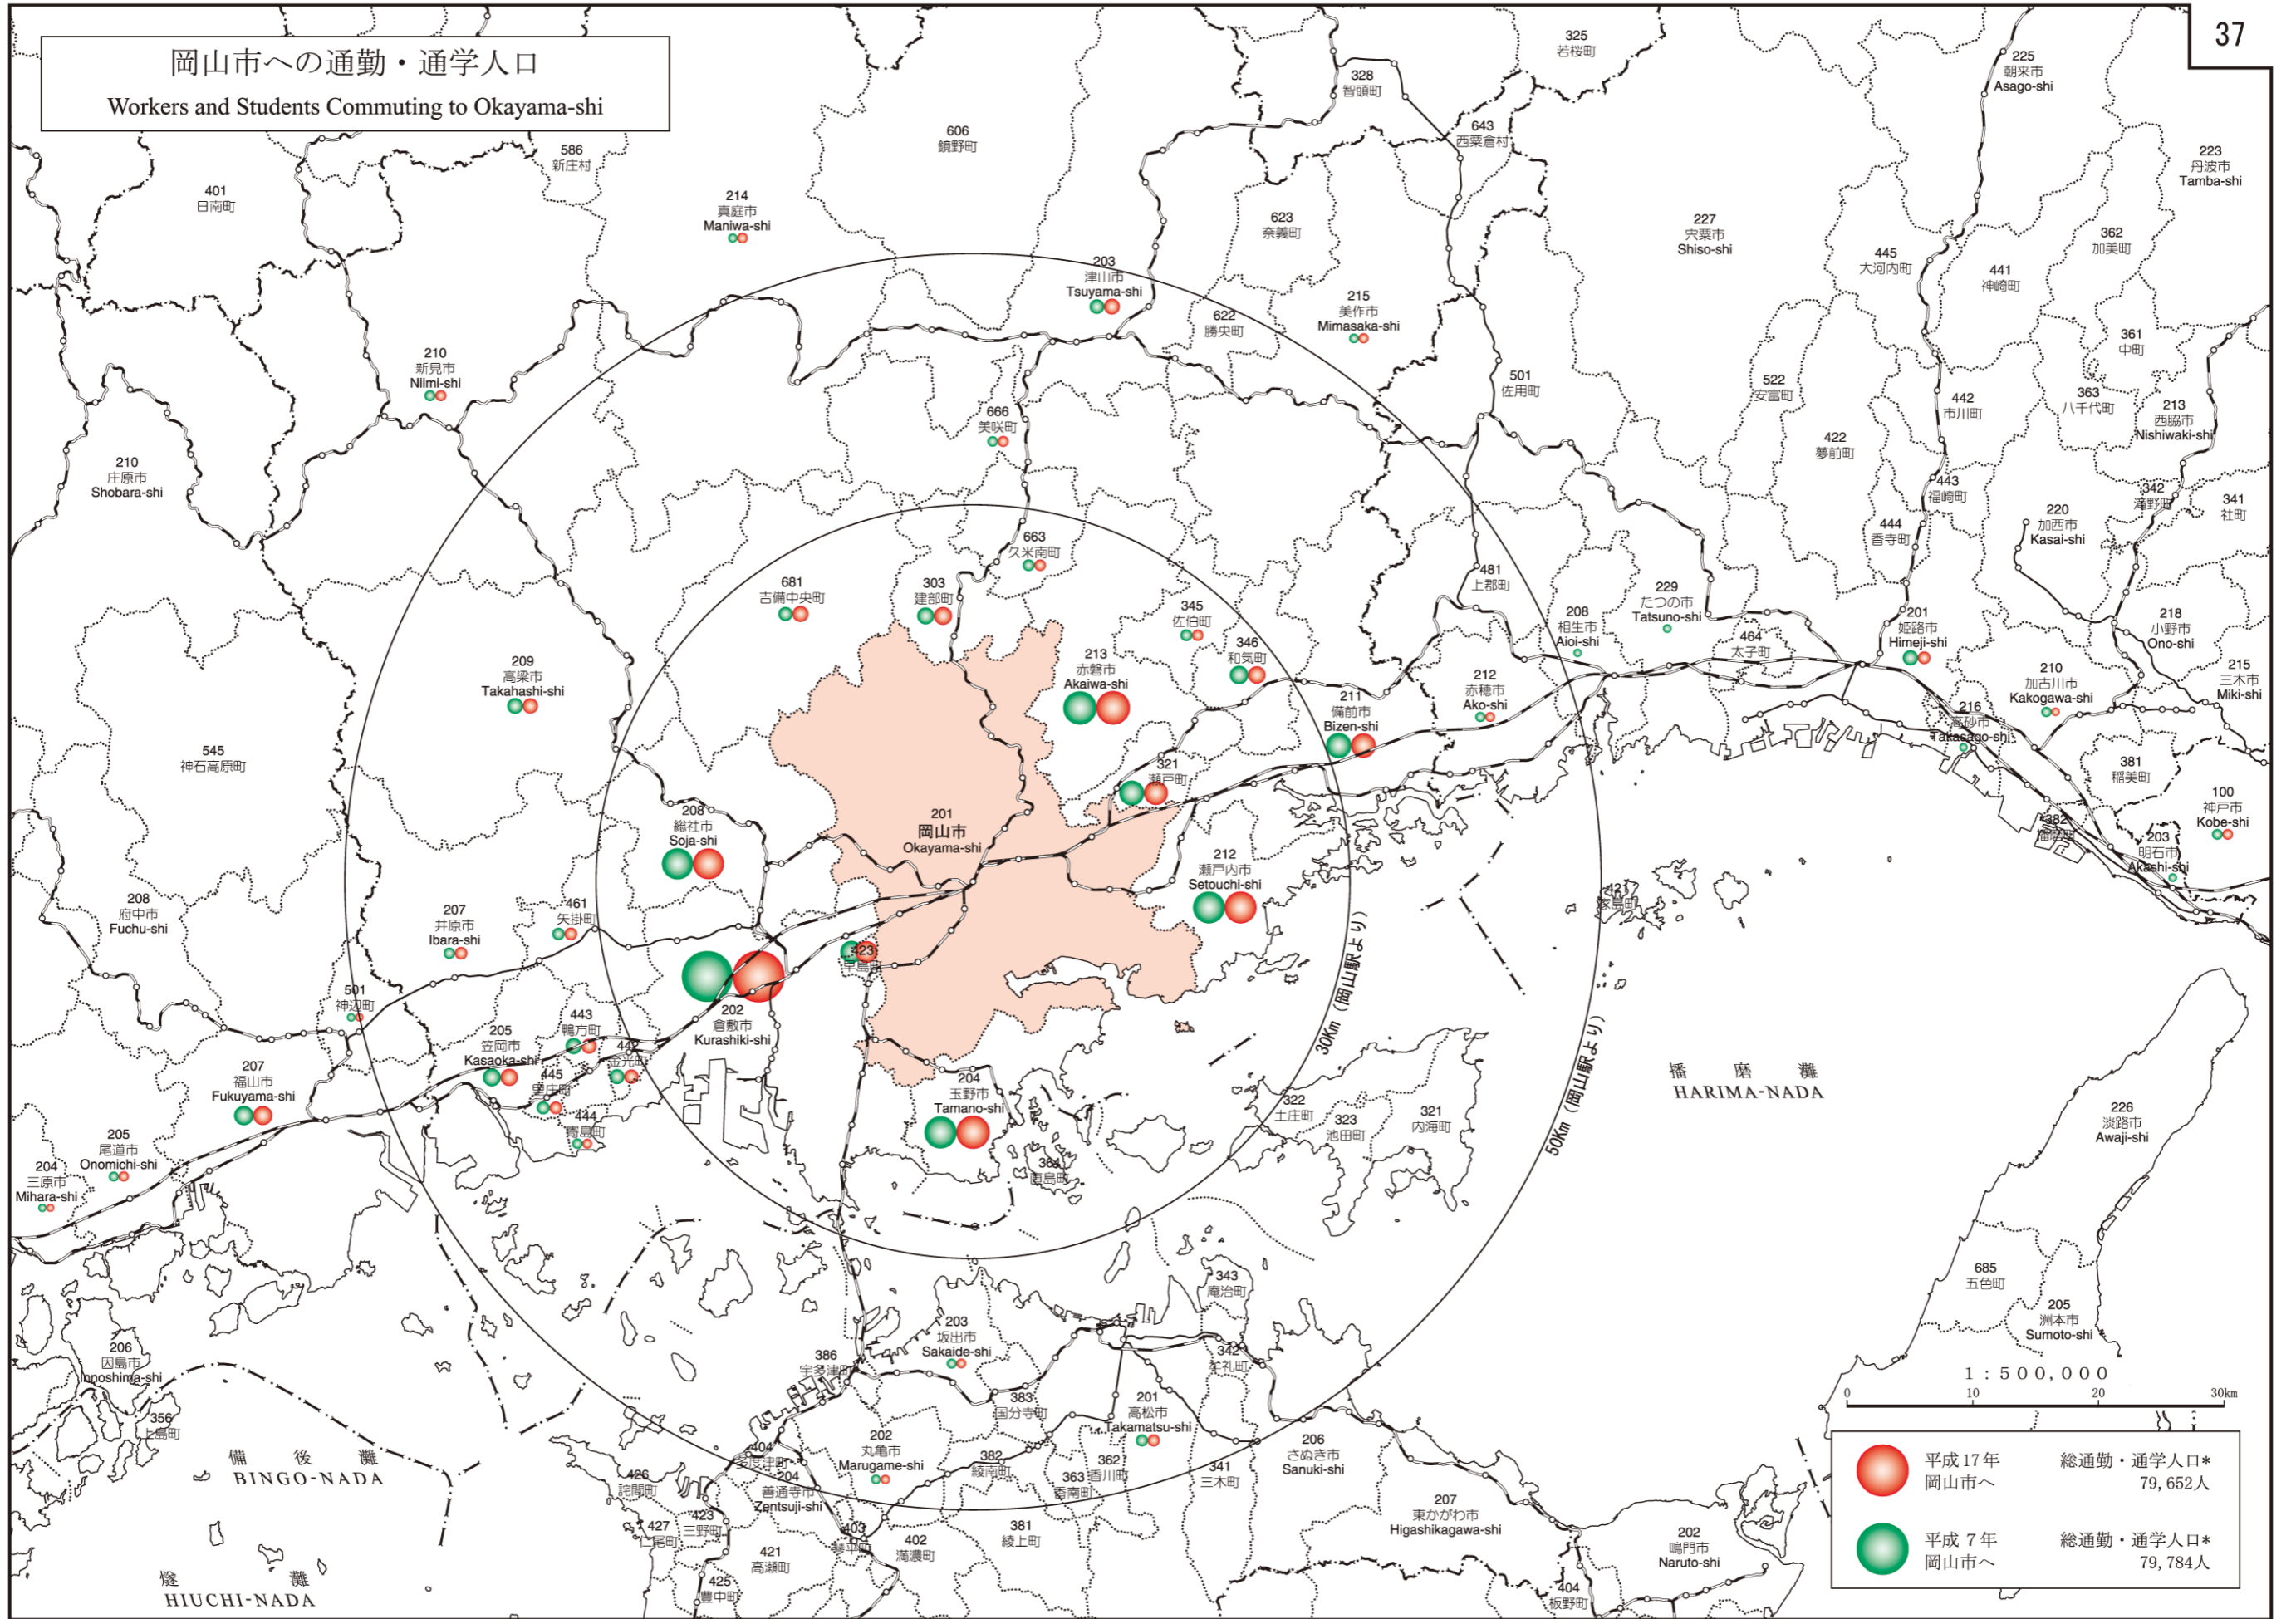 37
岡山市への通勤・通学人口
Workers and Students Commuting to Okayama-shi
325
若桜町
328
智頭町
225
朝来市
Asago-shi
643
西粟倉村
606
鏡野町
586
新庄村
223
丹波市
Tamba-shi
401
日南町
214
真庭市
Maniwa-shi
623
奈義町
227
宍粟市
Shiso-shi
362
加美町
445
大河内町
441
神崎町
203
津山市
Tsuyama-shi
215
美作市
Mimasaka-shi
622
勝央町
361
中町
210
新見市
Niimi-shi
501
佐用町
522
安富町
442
市川町
363
八千代町
213
西脇市
Nishiwaki-shi
666
美咲町
422
夢前町
210
庄原市
Shobara-shi
443
福崎町
342
滝野町
341
社町
220
加西市
Kasai-shi
444
香寺町
663
久米南町
481
上郡町
681
吉備中央町
303
建部町
345
佐伯町
229
たつの市
Tatsuno-shi
208
相生市
Aioi-shi
201
姫路市
Himeji-shi
218
小野市
Ono-shi
464
太子町
346
和気町
213
赤磐市
Akaiwa-shi
209
高梁市
Takahashi-shi
212
赤穂市
Ako-shi
210
加古川市
Kakogawa-shi
215
三木市
Miki-shi
211
備前市
Bizen-shi
216
高砂市
Takasago-shi
545
神石高原町
321
瀬戸町
381
稲美町
100
神戸市
Kobe-shi
208
総社市
Soja-shi
201
岡山市
Okayama-shi
382
203
明石市
Akashi-shi
212
瀬戸内市
Setouchi-shi
208
府中市
Fuchu-shi
207
井原市
Ibara-shi
461
矢掛町
421
家島町
423
早島町
30Km(岡山駅より)
501
神辺町
202
倉敷市
Kurashiki-shi
443
鴨方町
205
笠岡市
Kasaoka-shi
442
金光町
445
里庄町
444
寄島町
207
福山市
Fukuyama-shi
50Km(岡山駅より)
播磨灘
HARIMA-NADA
204
玉野市
Tamano-shi
322
土庄町
323
池田町
321
内海町
226
淡路市
Awaji-shi
205
尾道市
Onomichi-shi
204
三原市
Mihara-shi
364
直島町
685
五色町
205
洲本市
Sumoto-shi
343
庵治町
203
坂出市
Sakaide-shi
386
宇多津町
342
牟礼町
206
因島市
Innoshima-shi
1:500,000
0 10 20 30km
383
国分寺町
201
高松市
Takamatsu-shi
356
上島町
202
丸亀市
Marugame-shi
206
さぬき市
Sanuki-shi
備後灘
BINGO-NADA
404
多度津町
382
綾南町
362
香川町
363
香南町
341
三木町
426
詫間町
204
善通寺市
Zentsuji-shi
207
東かがわ市
Higashikagawa-shi
427
仁尾町
423
三野町
403
琴平町
402
満濃町
381
綾上町
202
鳴門市
Naruto-shi
421
高瀬町
425
豊中町
404
板野町
燧灘
HIUCHI-NADA
平成17年 総通勤・通学人口*
岡山市へ 79,652人
平成 7年 総通勤・通学人口*
岡山市へ 79,784人